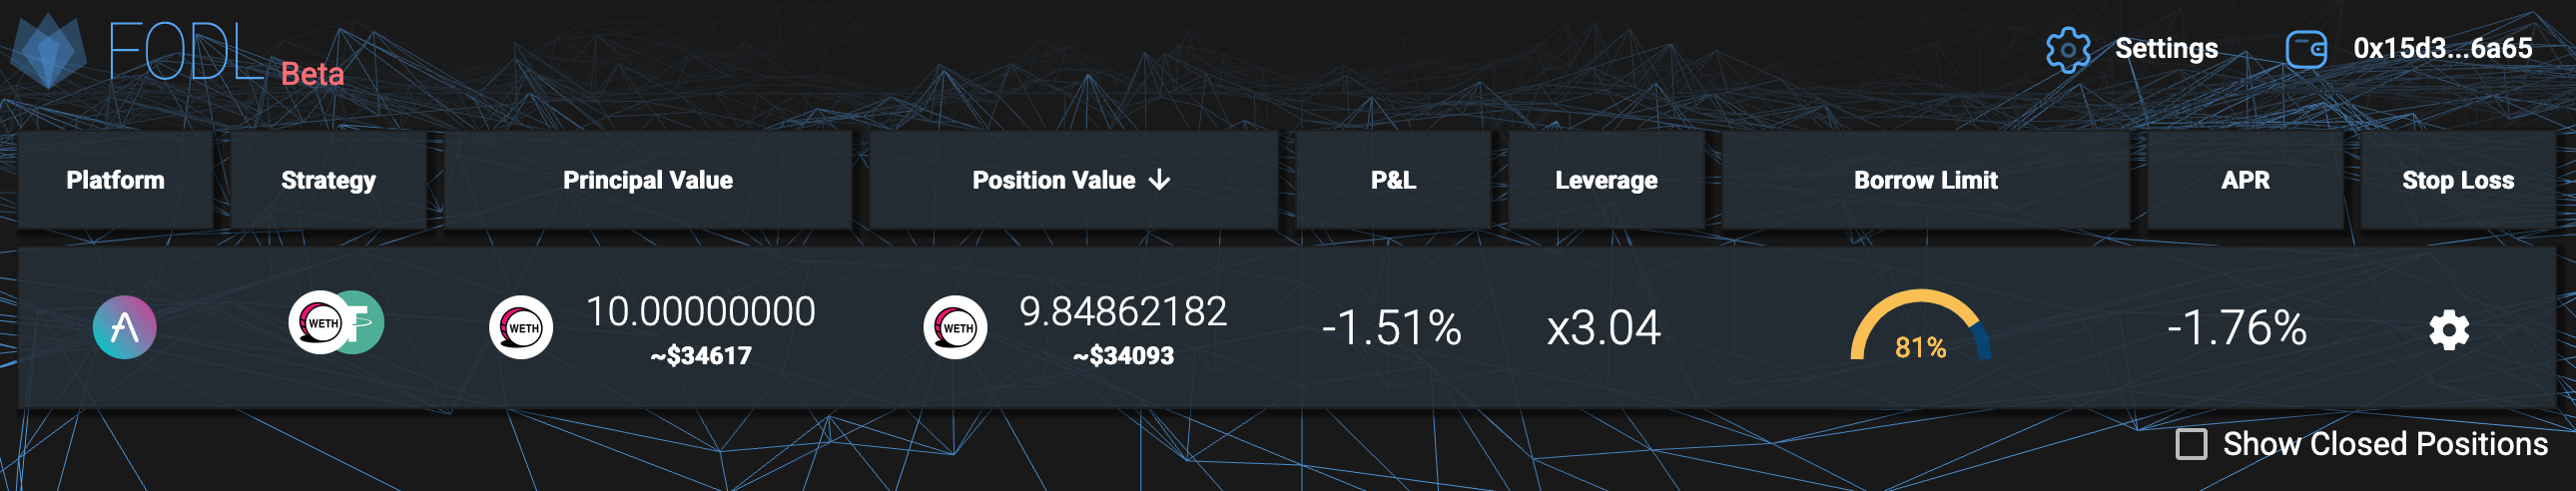 FODL Beta
Settings
0x15d3...6a65
Platform
Strategy
Principal Value
Position Value ↓
P&L
Leverage
Borrow Limit
APR
Stop Loss
WETH
WETH
10.00000000
~$34617
WETH
9.84862182
~$34093
-1.51%
x3.04
81%
-1.76%
Show Closed Positions